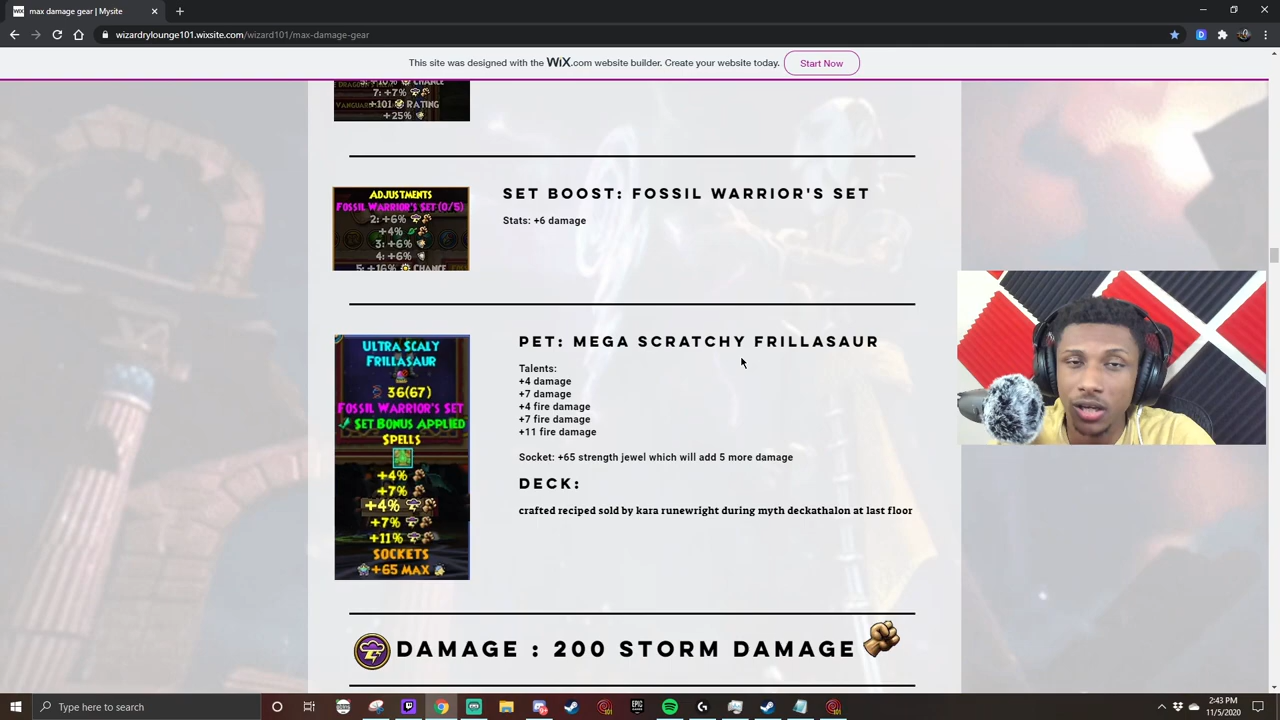 max damage gear | Mysite
wizardrylounge101.wixsite.com/wizard101/max-damage-gear
This site was designed with the WiX.com website builder. Create your website today.
Start Now
7: +7%
+101 RATING
+25%
ADJUSTMENTS
FOSSIL WARRIOR'S SET (0/5)
2: +6%
+4%
3: +6%
4: +6%
5: +16% CHANCE
SET BOOST: FOSSIL WARRIOR'S SET
Stats: +6 damage
ULTRA SCALY
FRILLASAUR
36(67)
FOSSIL WARRIOR'S SET
SET BONUS APPLIED
SPELLS
+4%
+7%
+4%
+7%
+11%
SOCKETS
+65 MAX
PET: MEGA SCRATCHY FRILLASAUR
Talents:
+4 damage
+7 damage
+4 fire damage
+7 fire damage
+11 fire damage
Socket: +65 strength jewel which will add 5 more damage
DECK:
crafted reciped sold by kara runewright during myth deckathalon at last floor
DAMAGE : 200 STORM DAMAGE
Type here to search
2:43 PM
11/5/2020